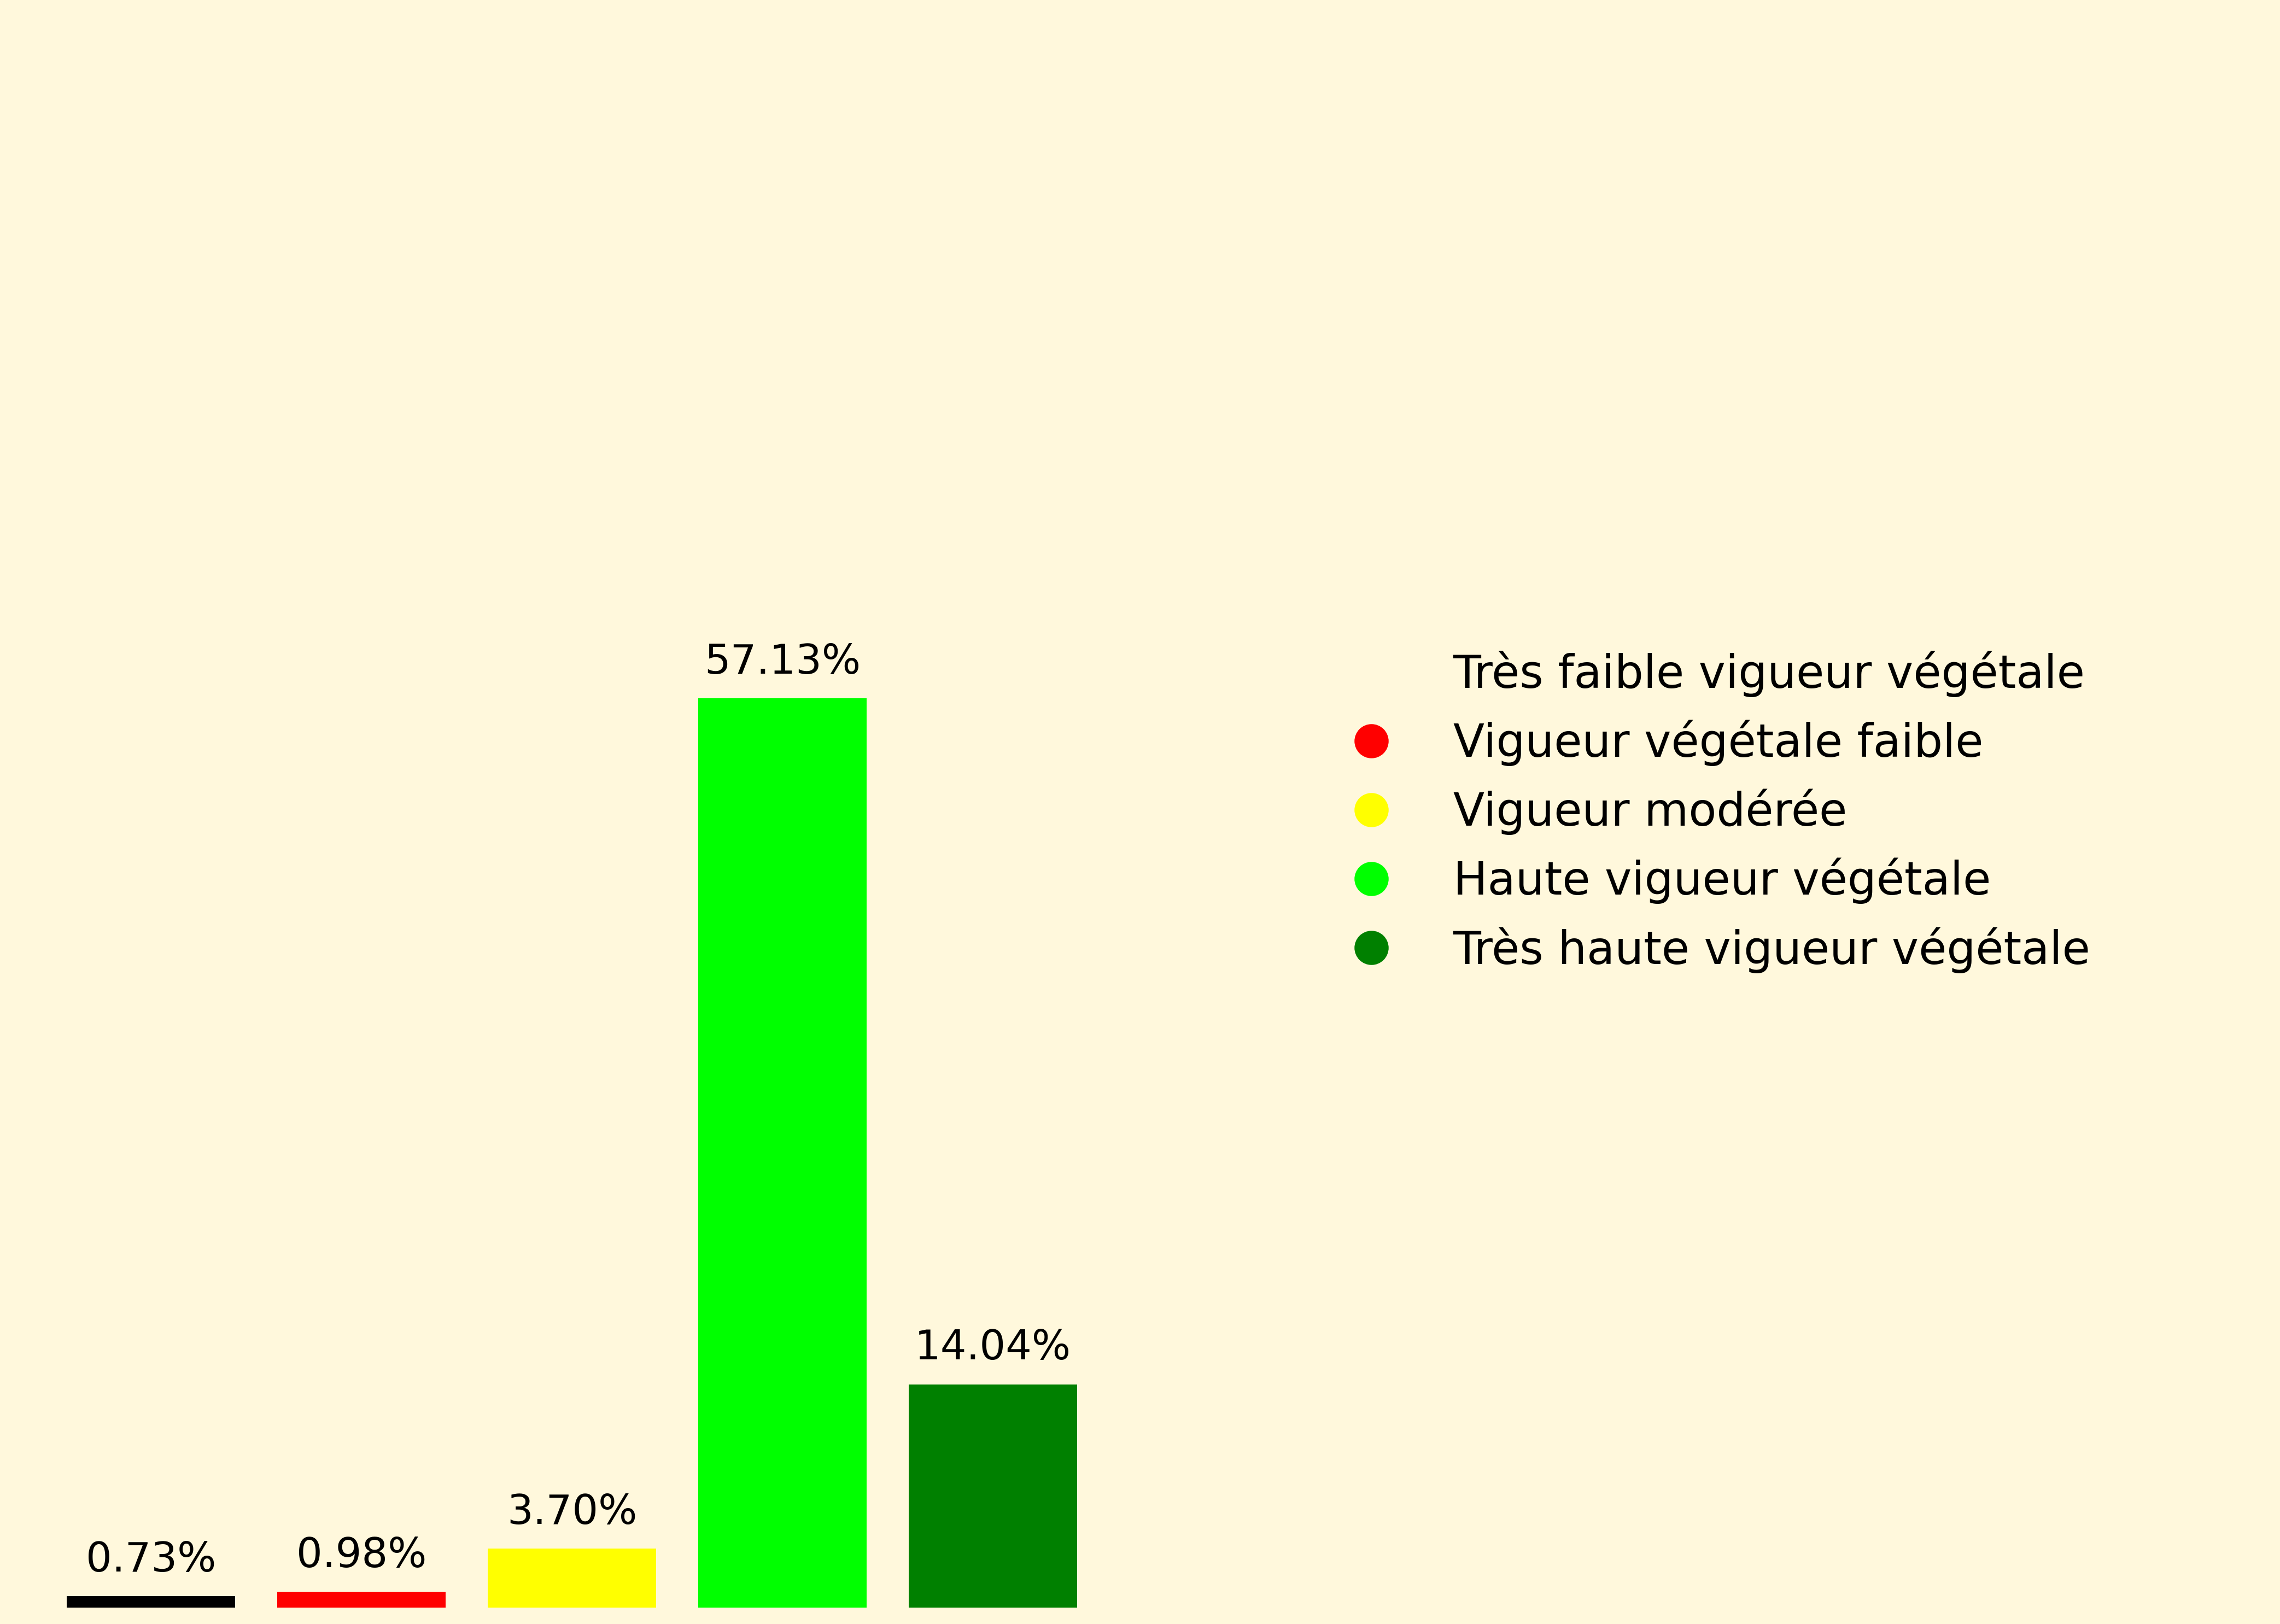 57.13%
14.04%
3.70%
0.98%
0.73%
Très faible vigueur végétale
Vigueur végétale faible
Vigueur modérée
Haute vigueur végétale
Très haute vigueur végétale